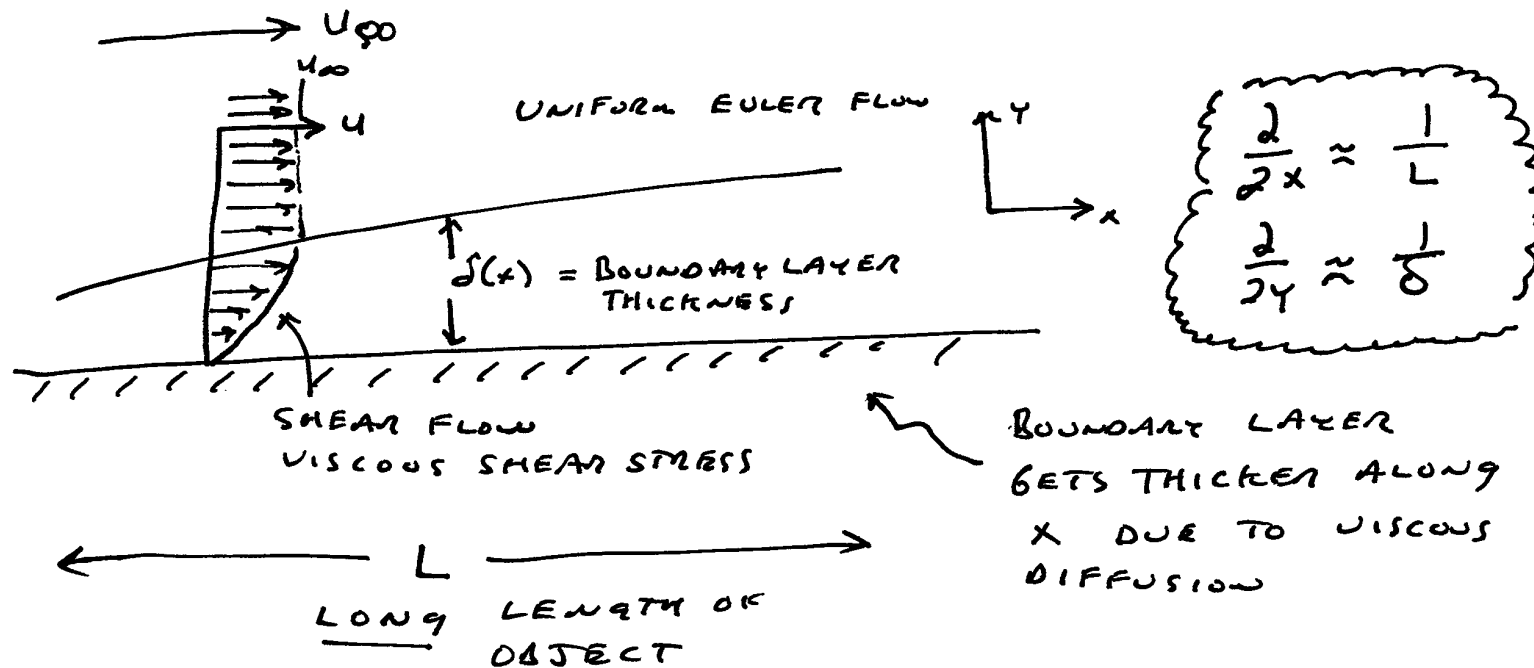 U∞
u∞
u
UNIFORM EULER FLOW
Y
x
∂/∂x ≈ 1/L
∂/∂y ≈ 1/δ
δ(x) = BOUNDARY LAYER
THICKNESS
SHEAR FLOW
VISCOUS SHEAR STRESS
BOUNDARY LAYER
GETS THICKER ALONG
X DUE TO VISCOUS
DIFFUSION
L
LONG LENGTH OF
OBJECT